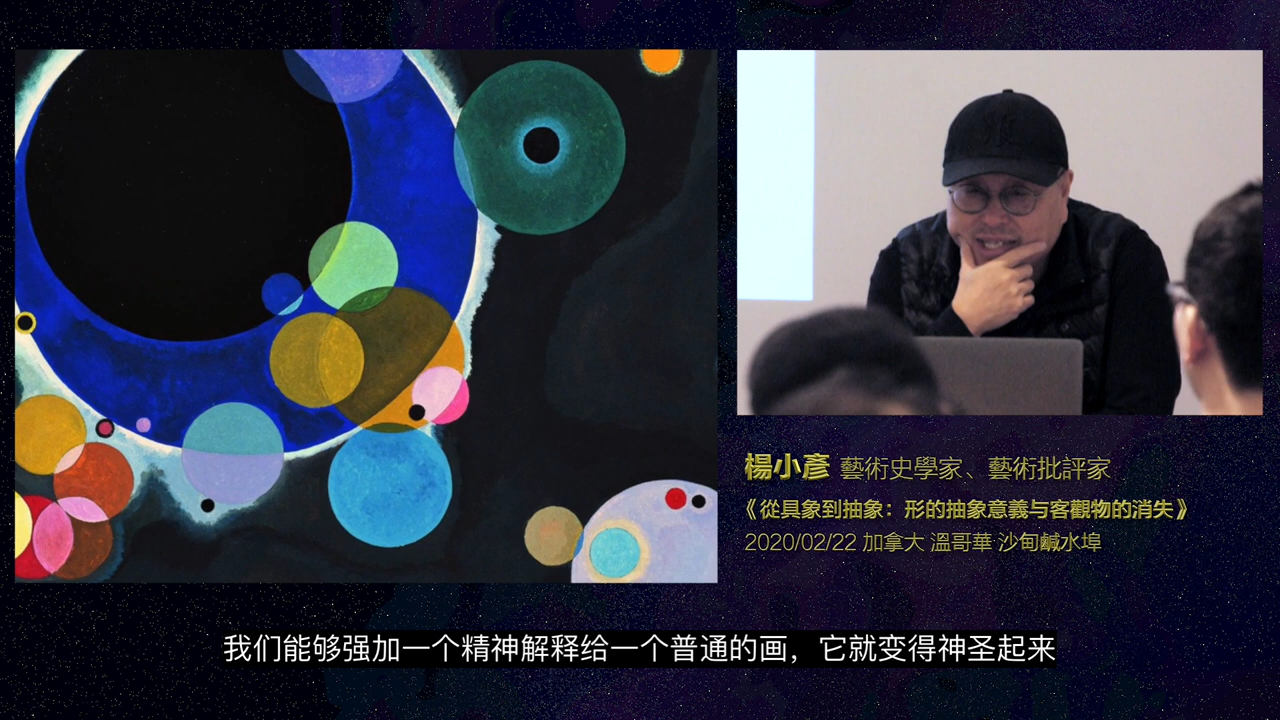 楊小彥 藝術史學家、藝術批評家
《從具象到抽象：形的抽象意義与客觀物的消失》
2020/02/22 加拿大 溫哥華 沙甸鹹水埠
我们能够强加一个精神解释给一个普通的画，它就变得神圣起来